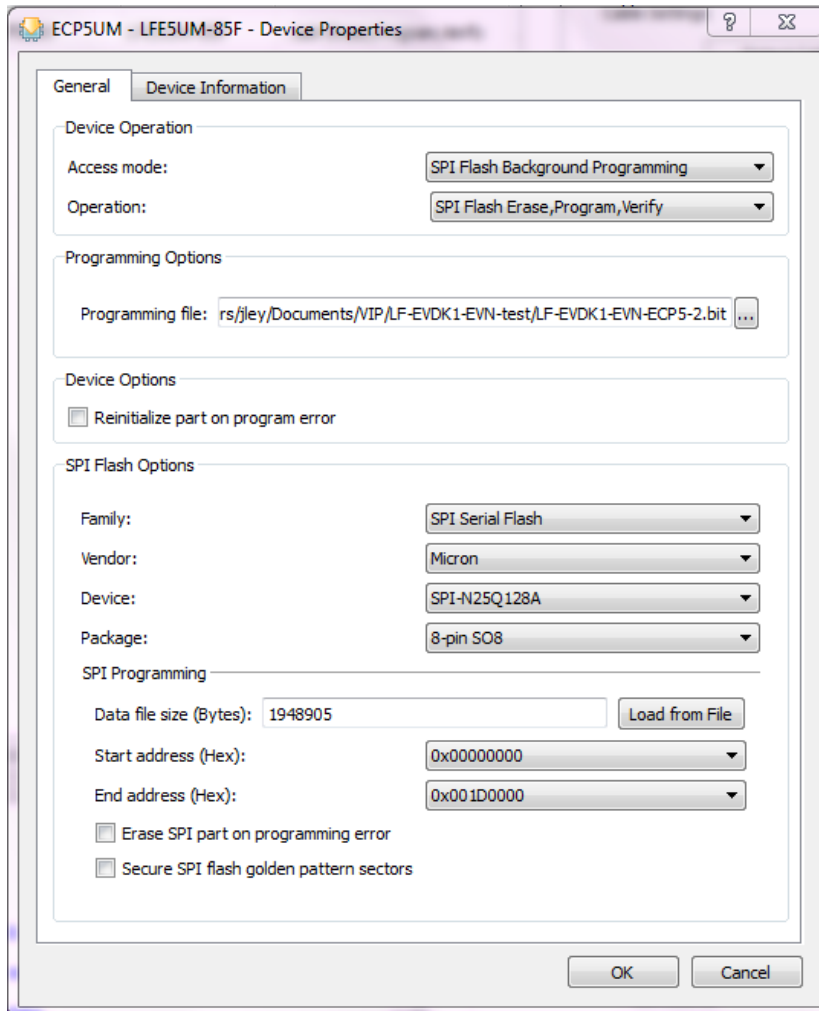 ECP5UM - LFE5UM-85F - Device Properties
General Device Information
Device Operation
Access mode: SPI Flash Background Programming
Operation: SPI Flash Erase,Program,Verify
Programming Options
Programming file: rs/jley/Documents/VIP/LF-EVDK1-EVN-test/LF-EVDK1-EVN-ECP5-2.bit ...
Device Options
Reinitialize part on program error
SPI Flash Options
Family: SPI Serial Flash
Vendor: Micron
Device: SPI-N25Q128A
Package: 8-pin SO8
SPI Programming
Data file size (Bytes): 1948905 Load from File
Start address (Hex): 0x00000000
End address (Hex): 0x001D0000
Erase SPI part on programming error
Secure SPI flash golden pattern sectors
OK Cancel